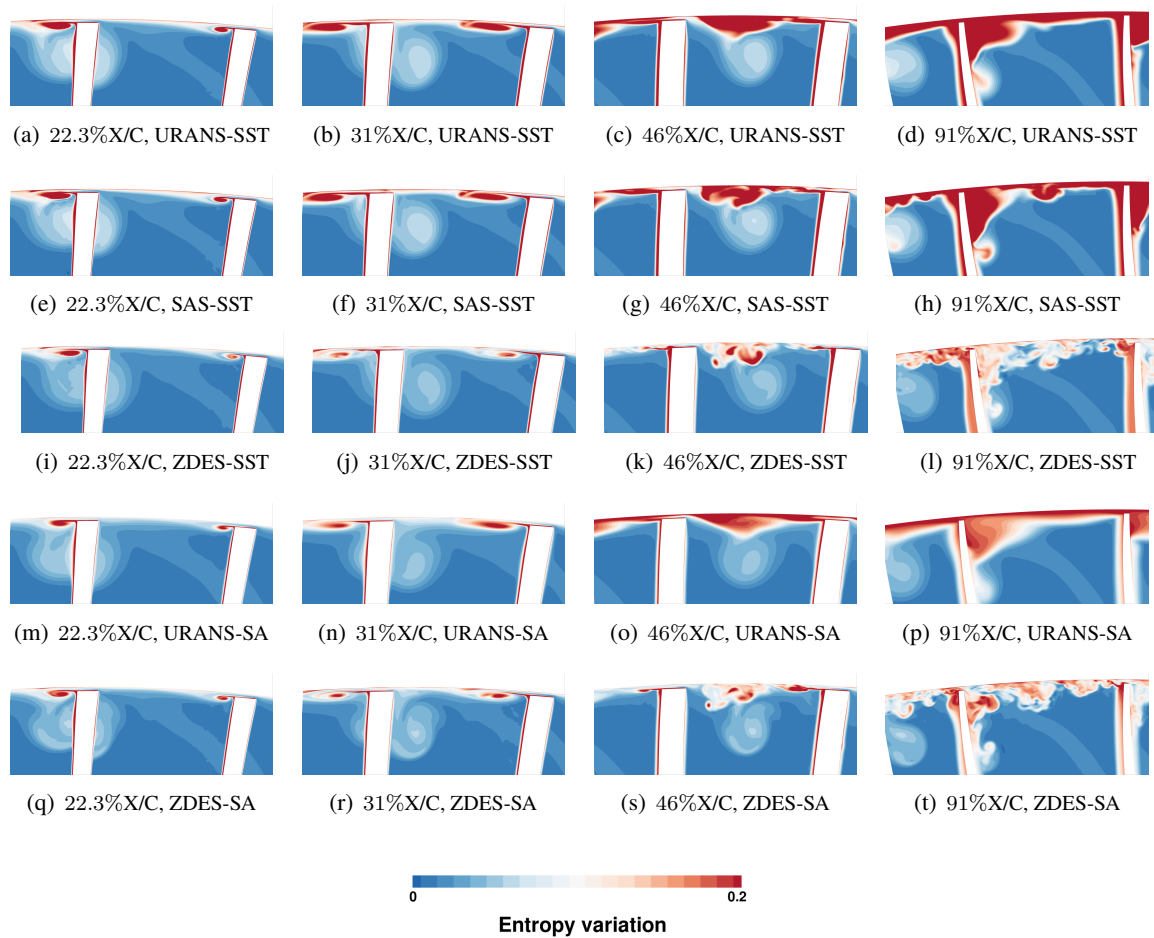 (a) 22.3%X/C, URANS-SST (b) 31%X/C, URANS-SST (c) 46%X/C, URANS-SST (d) 91%X/C, URANS-SST
(e) 22.3%X/C, SAS-SST (f) 31%X/C, SAS-SST (g) 46%X/C, SAS-SST (h) 91%X/C, SAS-SST
(i) 22.3%X/C, ZDES-SST (j) 31%X/C, ZDES-SST (k) 46%X/C, ZDES-SST (l) 91%X/C, ZDES-SST
(m) 22.3%X/C, URANS-SA (n) 31%X/C, URANS-SA (o) 46%X/C, URANS-SA (p) 91%X/C, URANS-SA
(q) 22.3%X/C, ZDES-SA (r) 31%X/C, ZDES-SA (s) 46%X/C, ZDES-SA (t) 91%X/C, ZDES-SA
0 0.2
Entropy variation